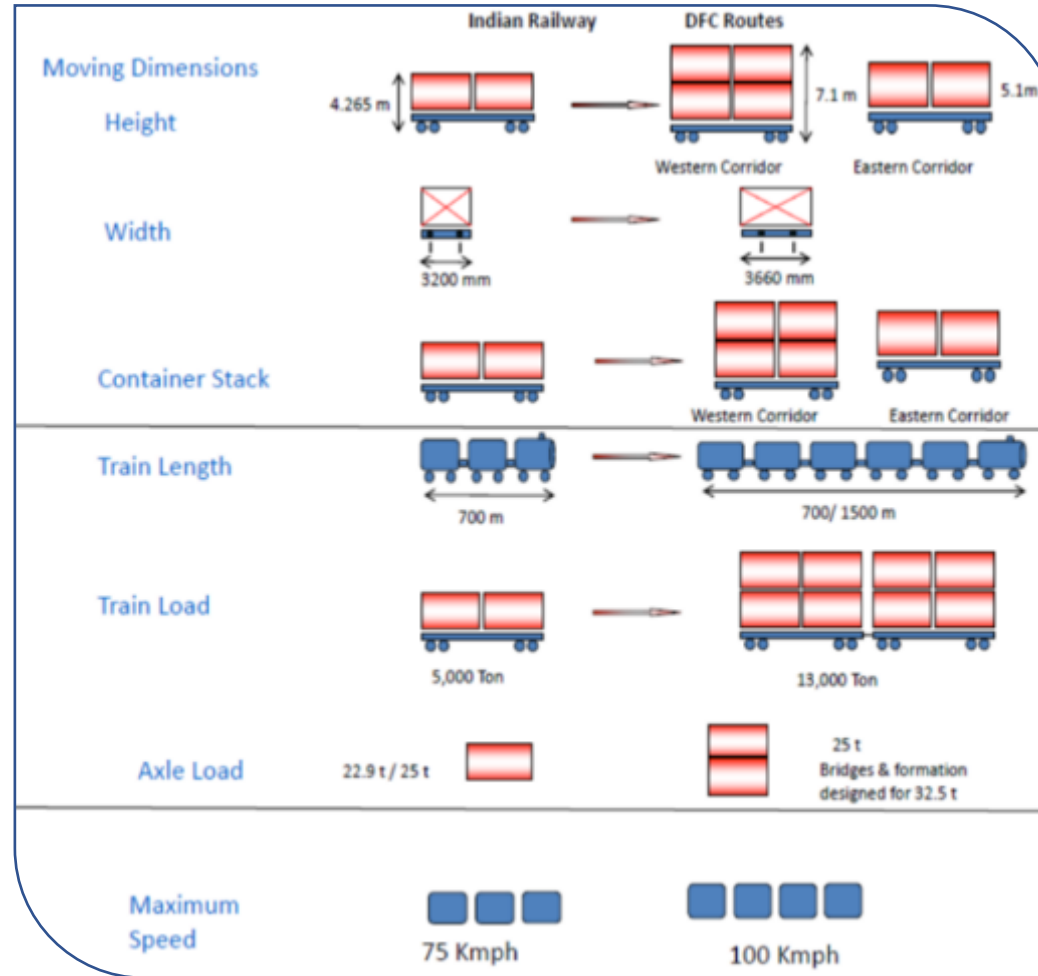 Indian Railway DFC Routes
Moving Dimensions
Height
4.265 m
7.1 m
5.1m
Western Corridor Eastern Corridor
Width
3200 mm
3660 mm
Container Stack
Western Corridor Eastern Corridor
Train Length
700 m
700/ 1500 m
Train Load
5,000 Ton
13,000 Ton
Axle Load
22.9 t / 25 t
25 t
Bridges & formation
designed for 32.5 t
Maximum
Speed
75 Kmph
100 Kmph